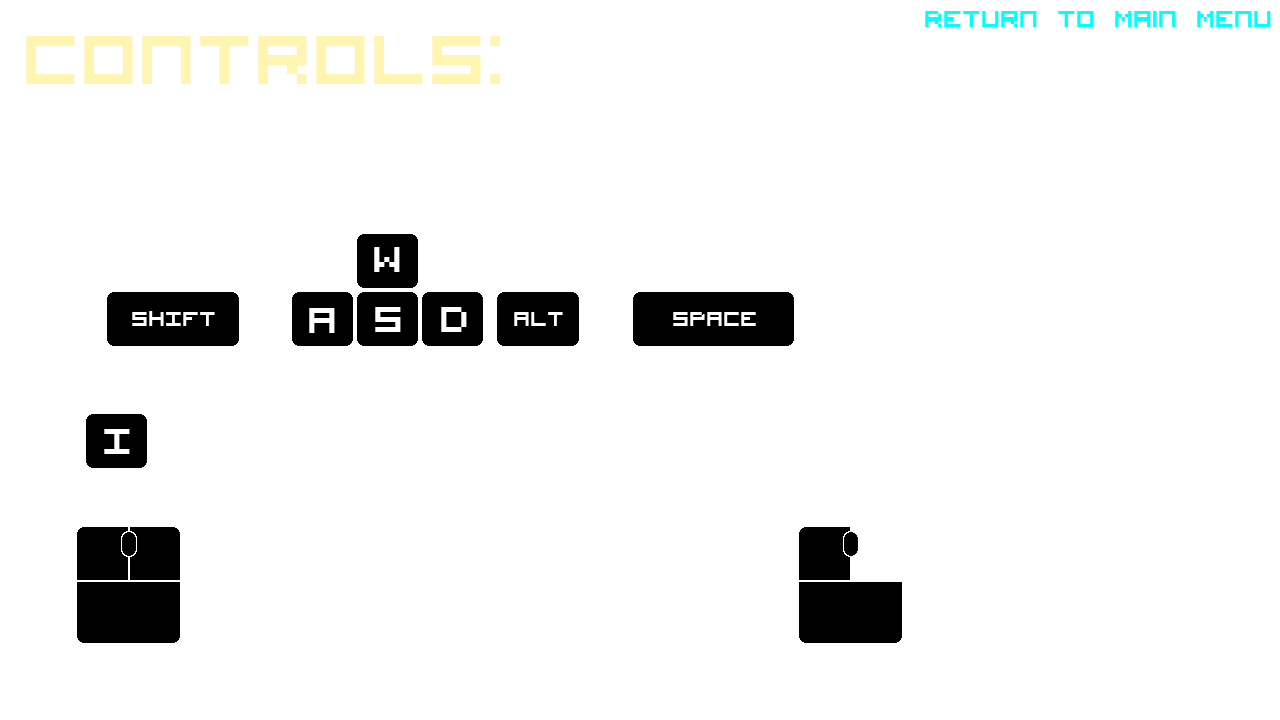 RETURN TO MAIN MENU
CONTROLS:
W
SHIFT A S D ALT SPACE
I